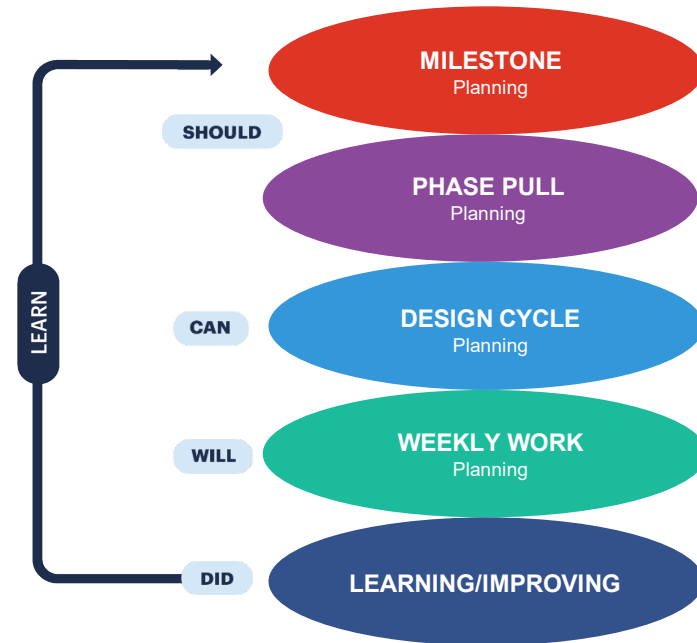 MILESTONE
Planning
SHOULD
PHASE PULL
Planning
LEARN
CAN
DESIGN CYCLE
Planning
WILL
WEEKLY WORK
Planning
DID
LEARNING/IMPROVING